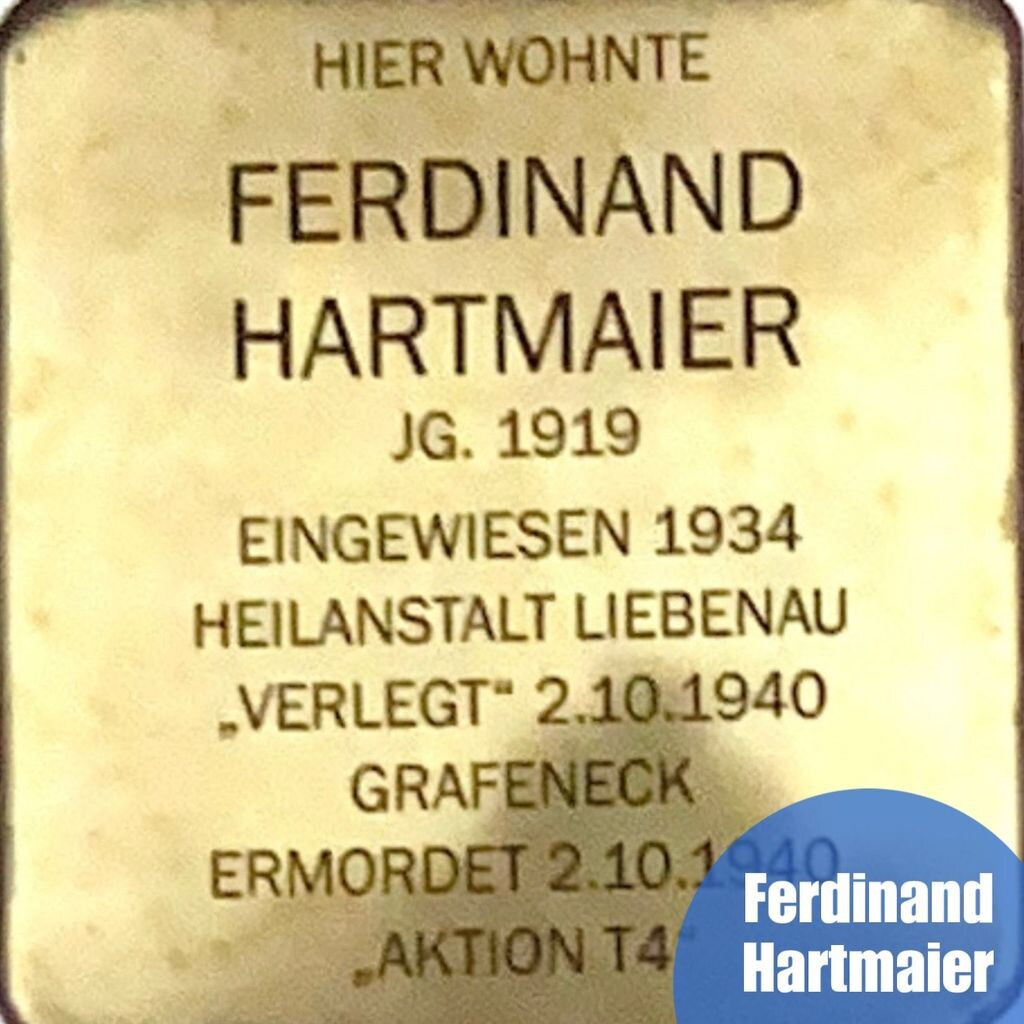 HIER WOHNTE
FERDINAND
HARTMAIER
JG. 1919
EINGEWIESEN 1934
HEILANSTALT LIEBENAU
„VERLEGT“ 2.10.1940
GRAFENECK
ERMORDET 2.10.1940
„AKTION T4“
Ferdinand
Hartmaier